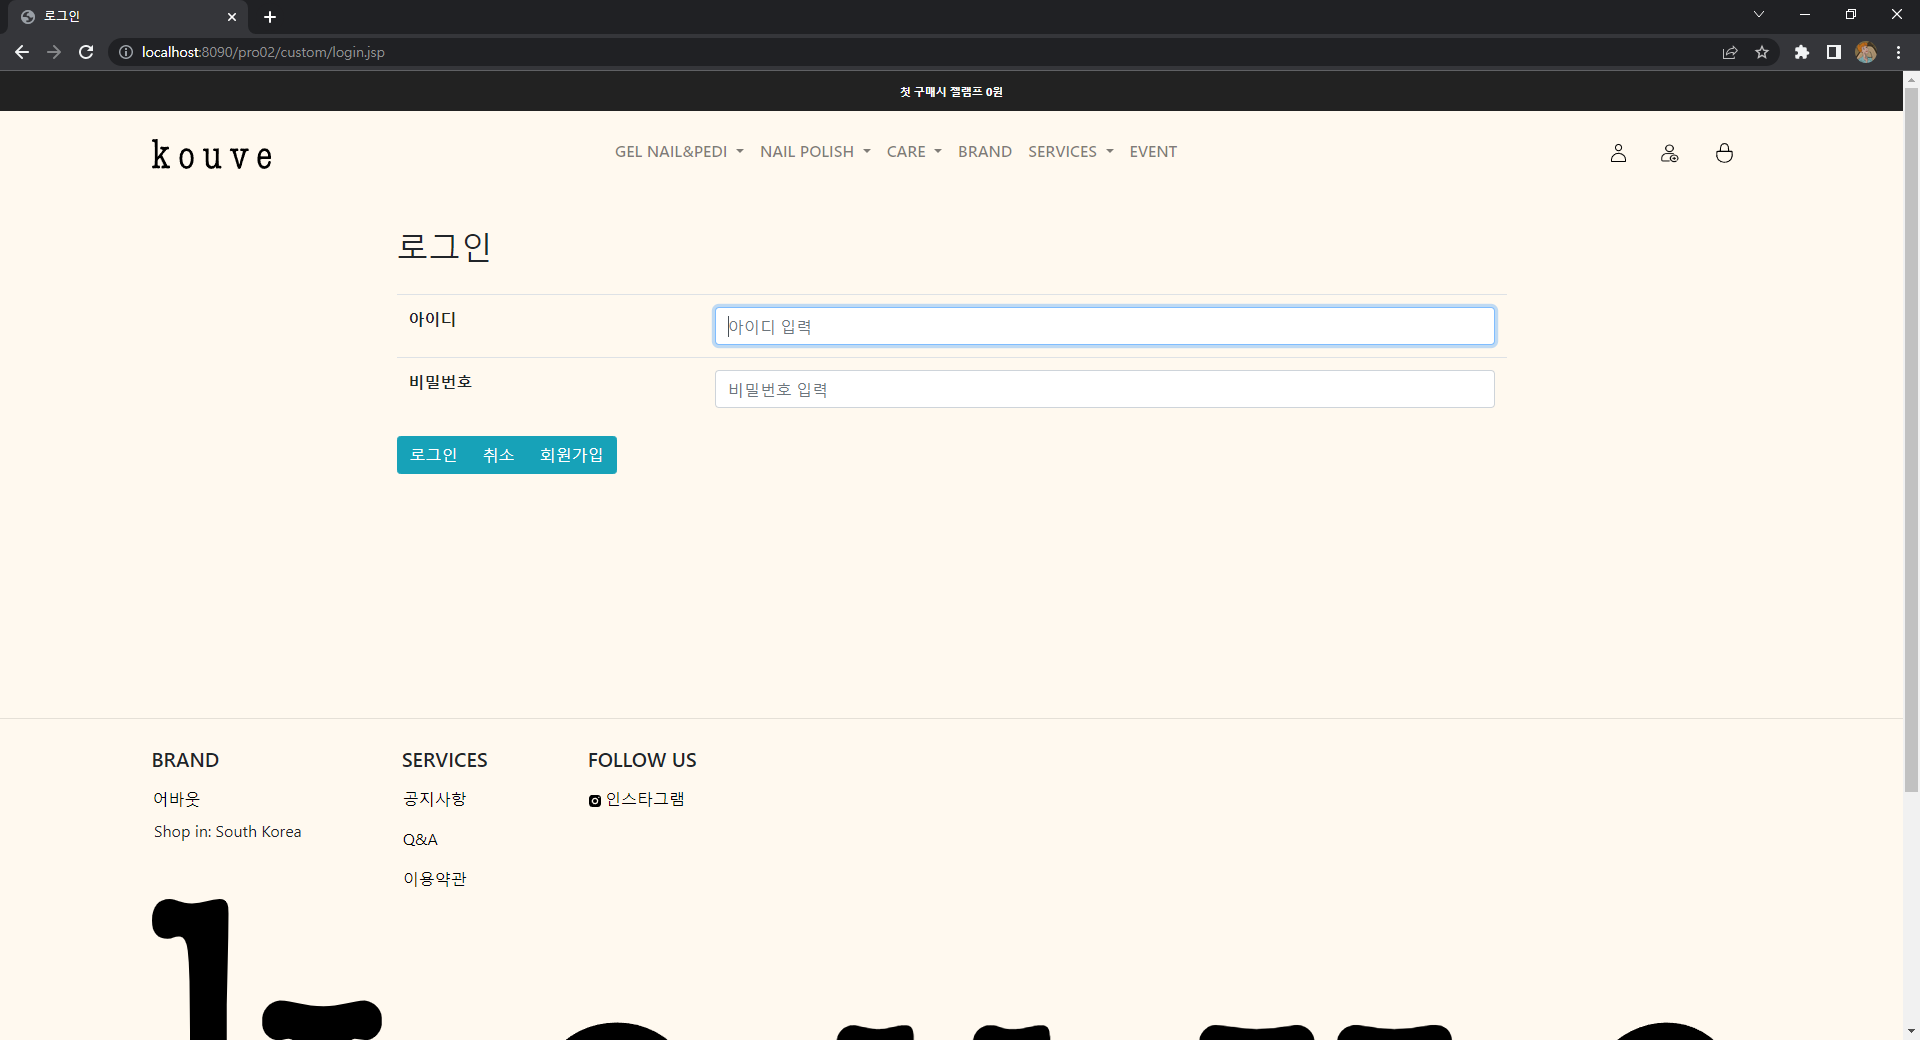 로그인
localhost:8090/pro02/custom/login.jsp
첫 구매시 젤램프 0원
kouve
GEL NAIL&PEDI NAIL POLISH CARE BRAND SERVICES EVENT
로그인
아이디
아이디 입력
비밀번호
비밀번호 입력
로그인 취소 회원가입
BRAND
어바웃
Shop in: South Korea
SERVICES
공지사항
Q&A
이용약관
FOLLOW US
인스타그램